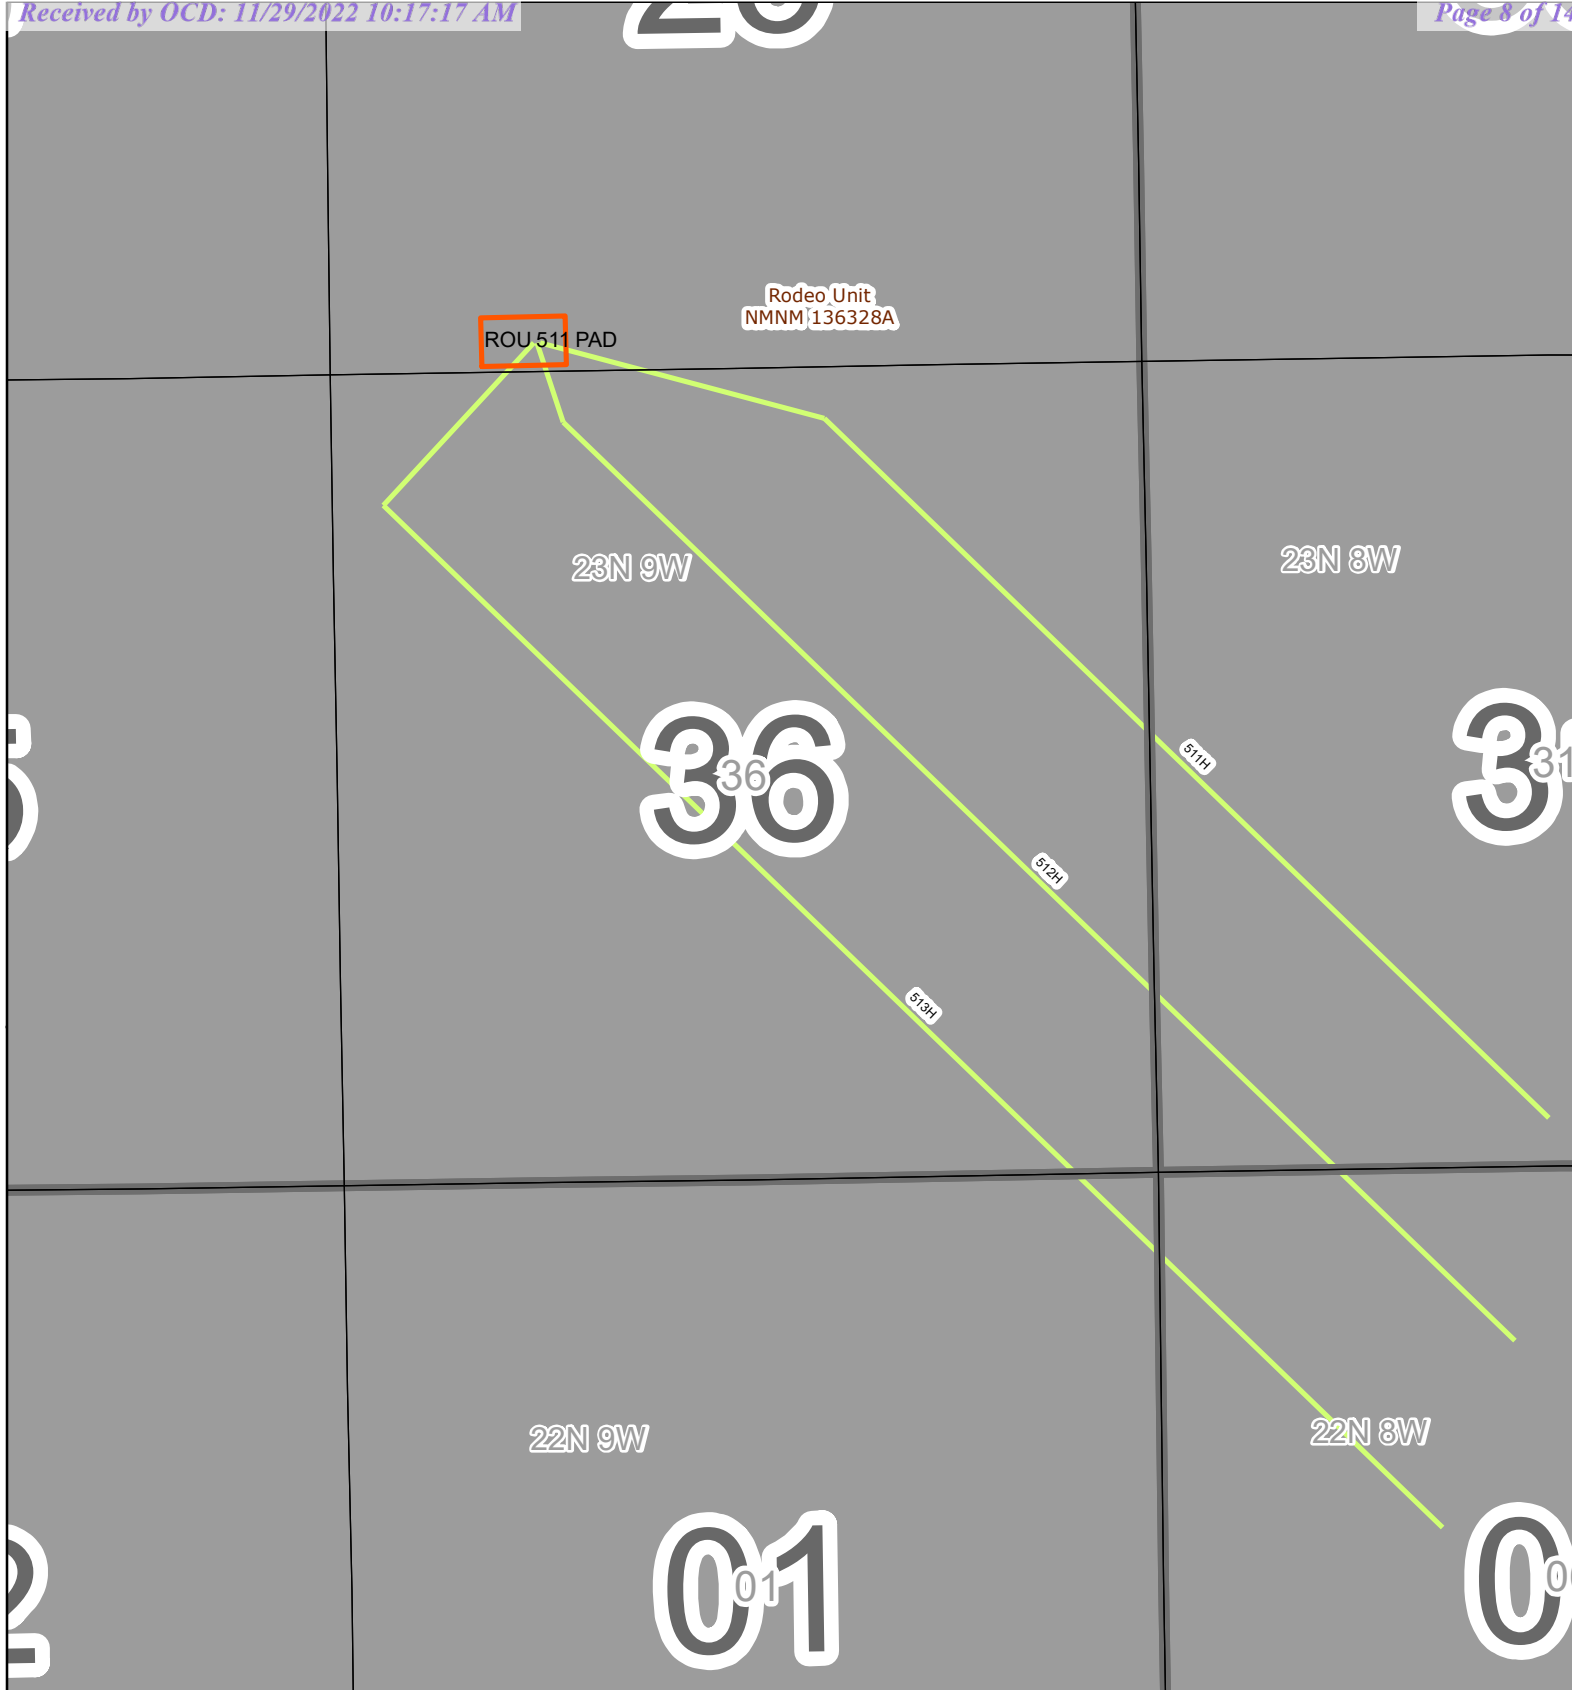 Received by OCD: 11/29/2022 10:17:17 AM
Rodeo Unit
NMNM 136328A
ROU 511 PAD
23N 9W
23N 8W
36
36
31
511H
512H
513H
22N 9W
22N 8W
01
01